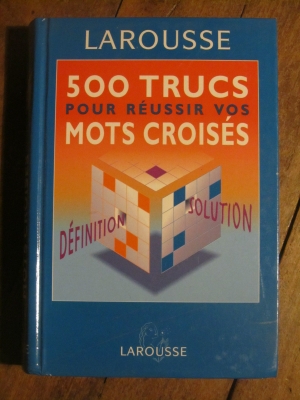 LAROUSSE
500 TRUCS
POUR RÉUSSIR VOS
MOTS CROISÉS
DÉFINITION
SOLUTION
LAROUSSE